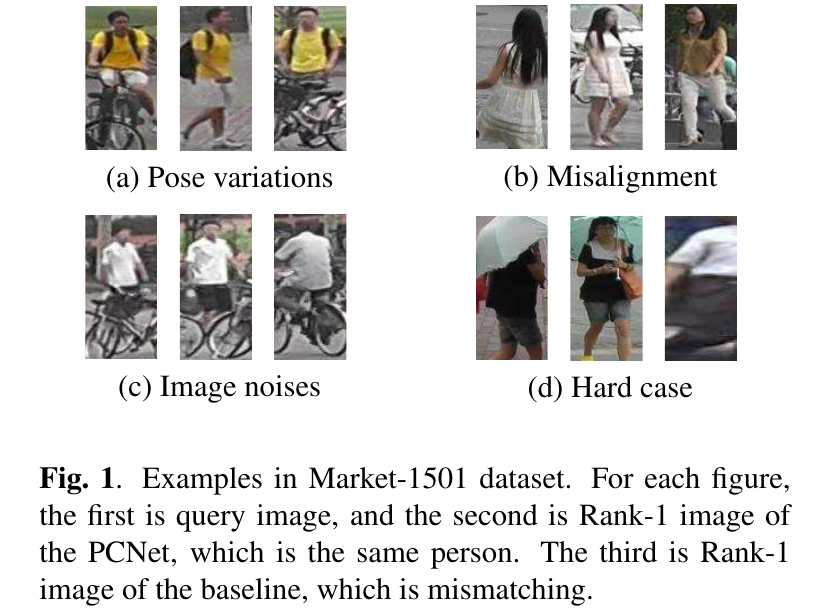 (a) Pose variations
(b) Misalignment
(c) Image noises
(d) Hard case
Fig. 1. Examples in Market-1501 dataset. For each figure,
the first is query image, and the second is Rank-1 image of
the PCNet, which is the same person. The third is Rank-1
image of the baseline, which is mismatching.